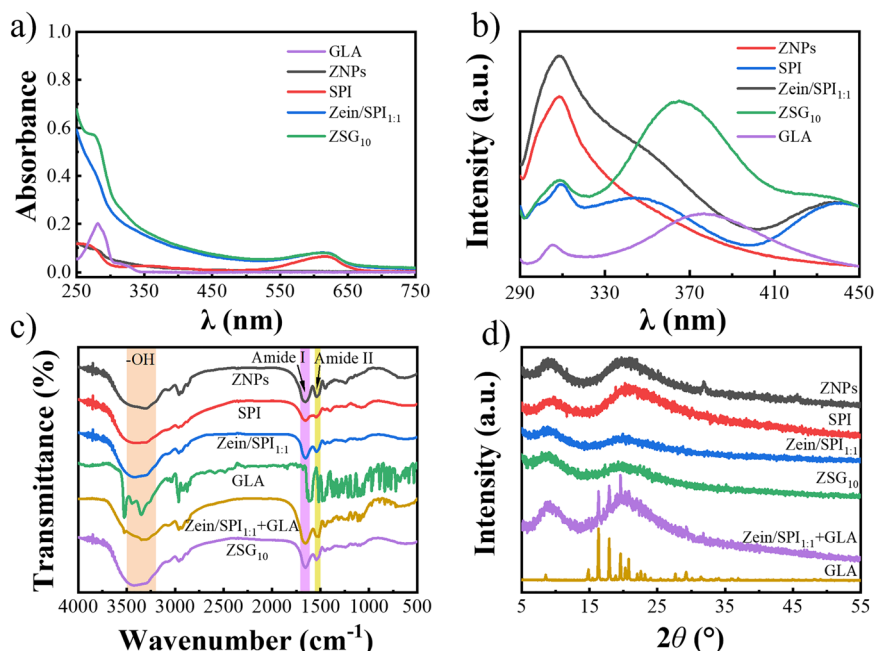 a)
Absorbance
1.0
0.8
0.6
0.4
0.2
0.0
GLA
ZNPs
SPI
Zein/SPI1:1
ZSG10
250 350 450 550 650 750
λ (nm)
b)
Intensity (a.u.)
ZNPs
SPI
Zein/SPI1:1
ZSG10
GLA
290 330 370 410 450
λ (nm)
c)
Transmittance (%)
-OH
Amide I
Amide II
ZNPs
SPI
Zein/SPI1:1
GLA
Zein/SPI1:1+GLA
ZSG10
4000 3500 3000 2500 2000 1500 1000 500
Wavenumber (cm-1)
d)
Intensity (a.u.)
ZNPs
SPI
Zein/SPI1:1
ZSG10
Zein/SPI1:1+GLA
GLA
5 15 25 35 45 55
2θ (°)